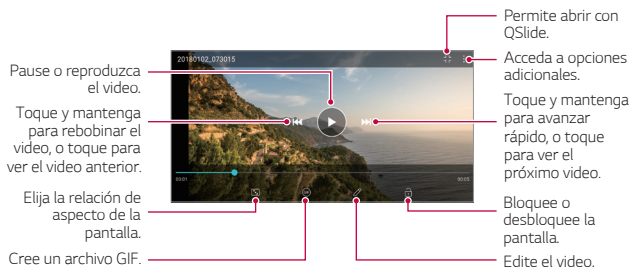 Permite abrir con
QSlide.
20180102_073015
Acceda a opciones
adicionales.
Pause o reproduzca
el video.
Toque y mantenga
para rebobinar el
video, o toque para
ver el video anterior.
Toque y mantenga
para avanzar
rápido, o toque
para ver el
próximo video.
00:01
00:05
Elija la relación de
aspecto de la
pantalla.
GIF
Bloquee o
desbloquee la
pantalla.
Cree un archivo GIF.
Edite el video.